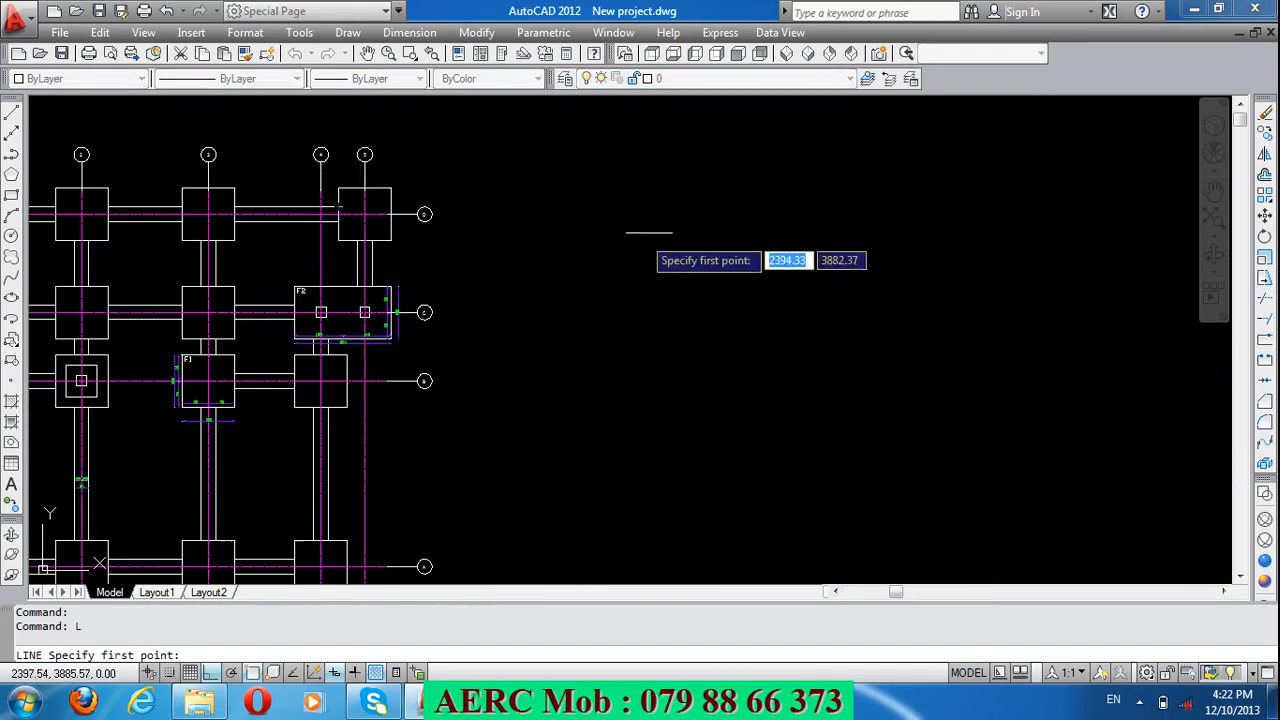 Special Page
AutoCAD 2012 New project.dwg
Type a keyword or phrase
Sign In
File Edit View Insert Format Tools Draw Dimension Modify Parametric Window Help Express Data View
ByLayer
ByLayer
ByLayer
ByColor
0
Specify first point: 2394.33 3882.37
F2
F1
Y
X
Model Layout1 Layout2
Command:
Command: L
LINE Specify first point:
2397.54, 3885.57, 0.00
MODEL
1:1
AERC Mob : 079 88 66 373
EN
4:22 PM
12/10/2013